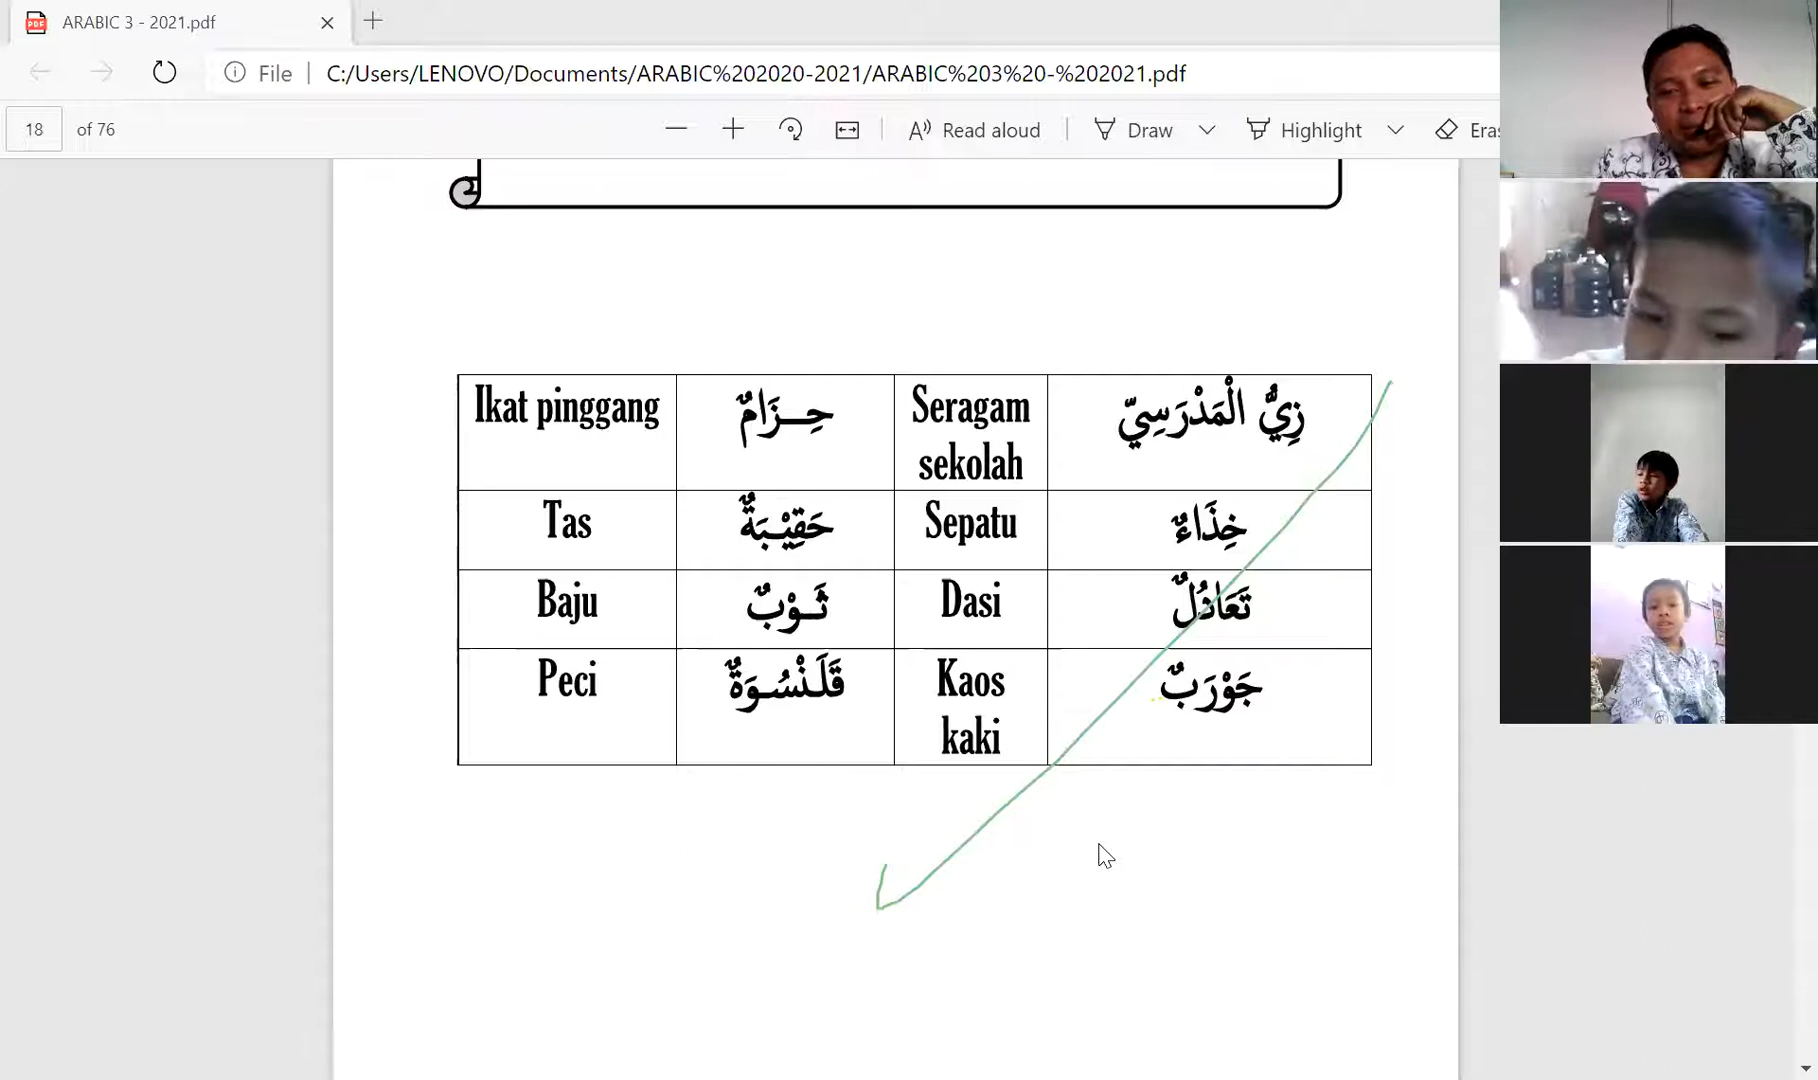 ARABIC 3 - 2021.pdf
File C:/Users/LENOVO/Documents/ARABIC%202020-2021/ARABIC%203%20-%202021.pdf
18 of 76 Read aloud Draw Highlight Eras
Ikat pinggang حِـزَامٌ Seragam sekolah زِيُّ الْمَدْرَسِيّ
Tas حَقِيْبَةٌ Sepatu خِذَاءٌ
Baju ثَـوْبٌ Dasi تَعَادُلٌ
Peci قَلَنْسُوَةٌ Kaos kaki جَوْرَبٌ